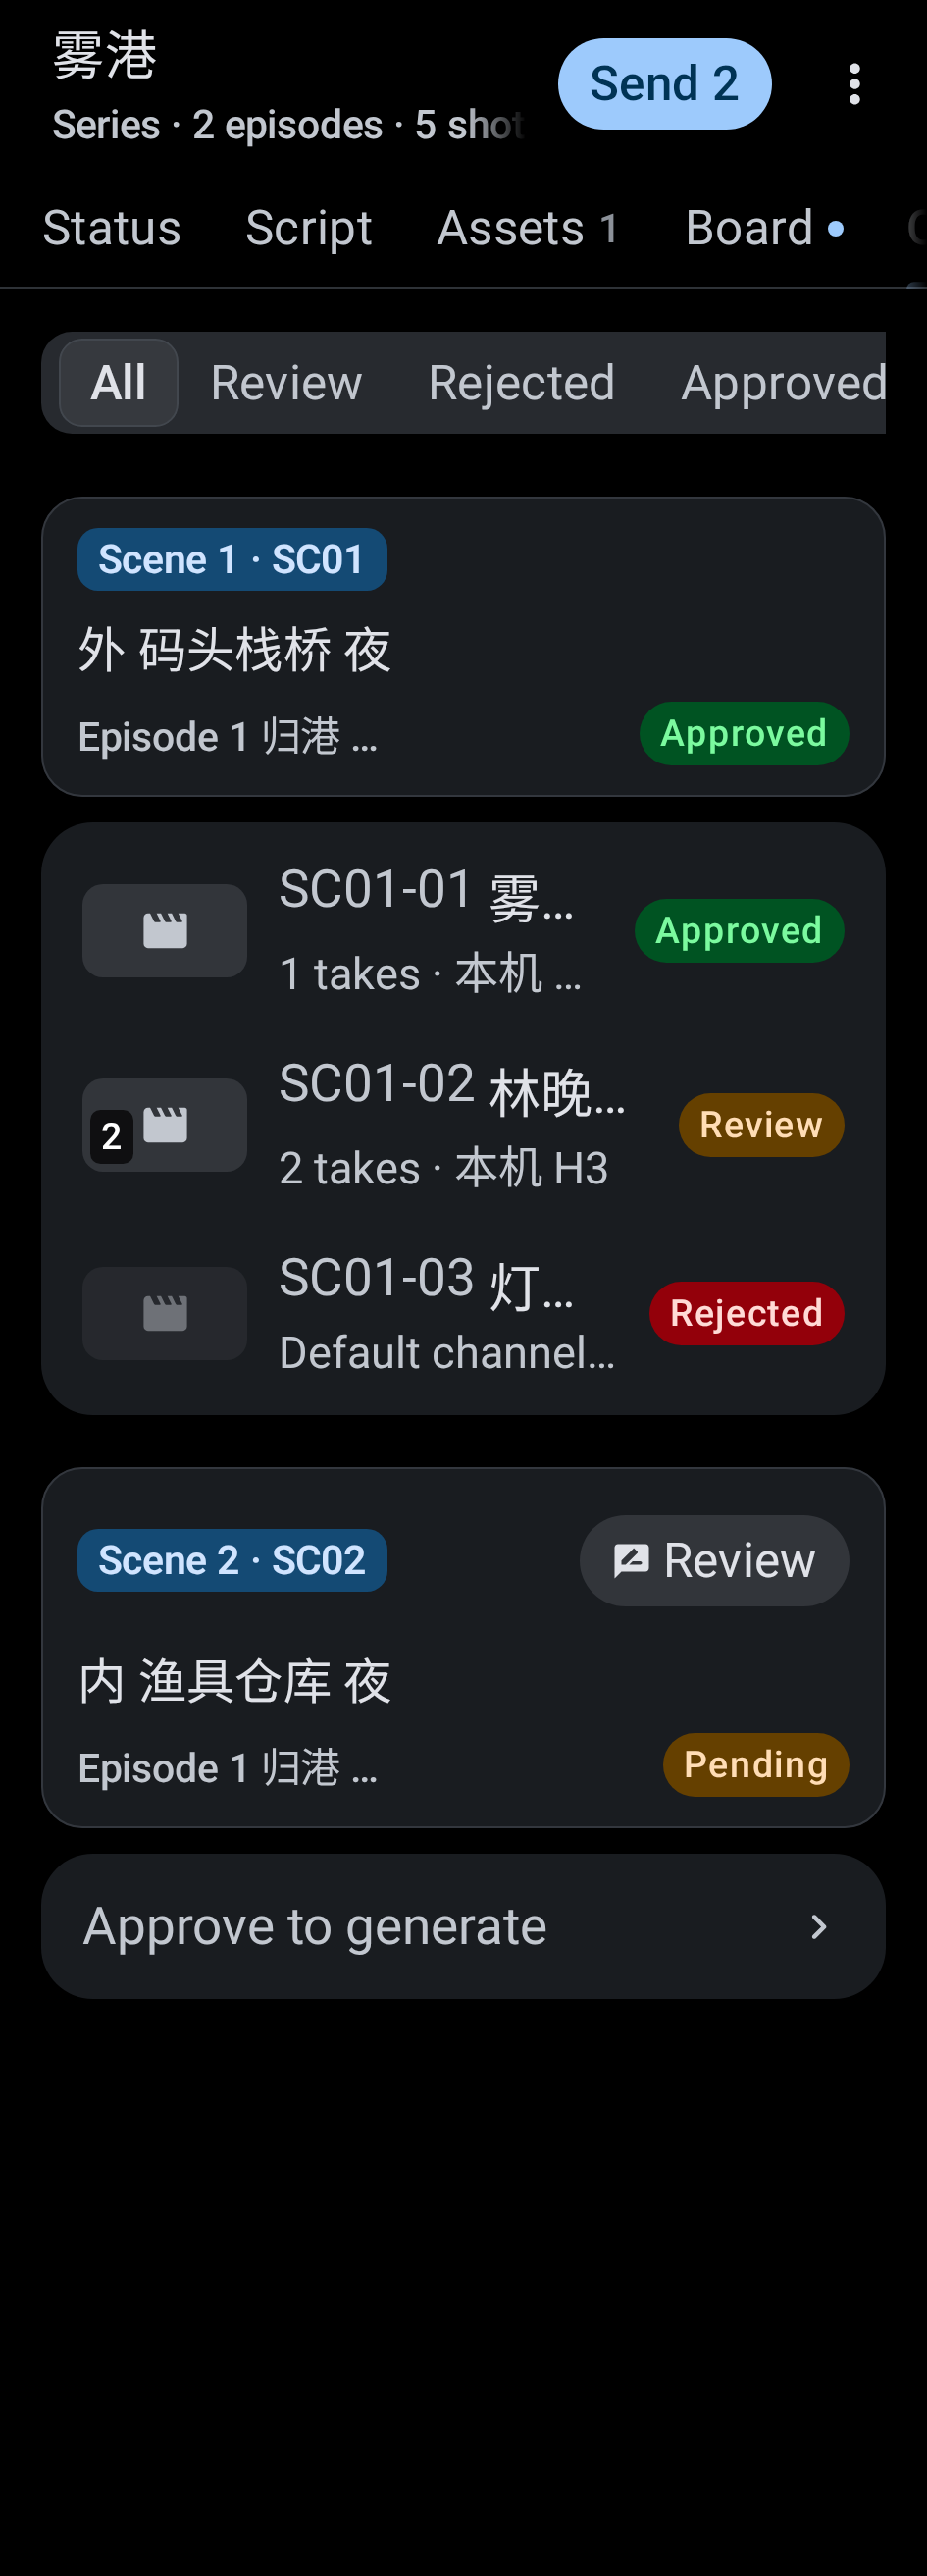 雾港
Send 2
Series · 2 episodes · 5 shot
Status Script Assets 1 Board
All Review Rejected Approved
Scene 1 · SC01
外 码头栈桥 夜
Episode 1 归港 ...
Approved
SC01-01 雾...
1 takes · 本机 ...
Approved
2
SC01-02 林晚...
2 takes · 本机 H3
Review
SC01-03 灯...
Default channel...
Rejected
Scene 2 · SC02
Review
内 渔具仓库 夜
Episode 1 归港 ...
Pending
Approve to generate